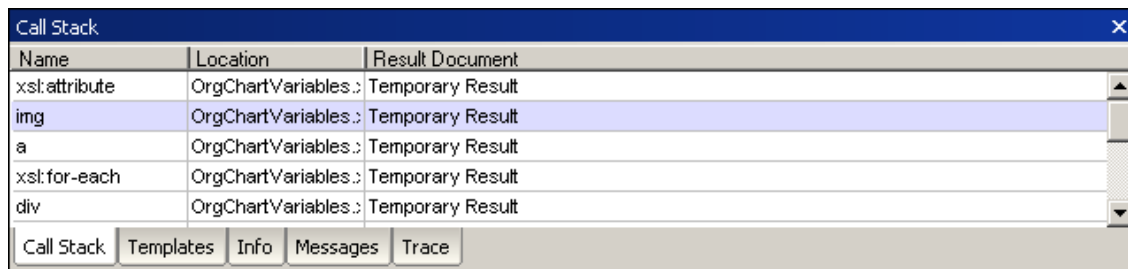 Call Stack
Name Location Result Document
xsl:attribute OrgChartVariables.: Temporary Result
img OrgChartVariables.: Temporary Result
a OrgChartVariables.: Temporary Result
xsl:for-each OrgChartVariables.: Temporary Result
div OrgChartVariables.: Temporary Result
Call Stack Templates Info Messages Trace